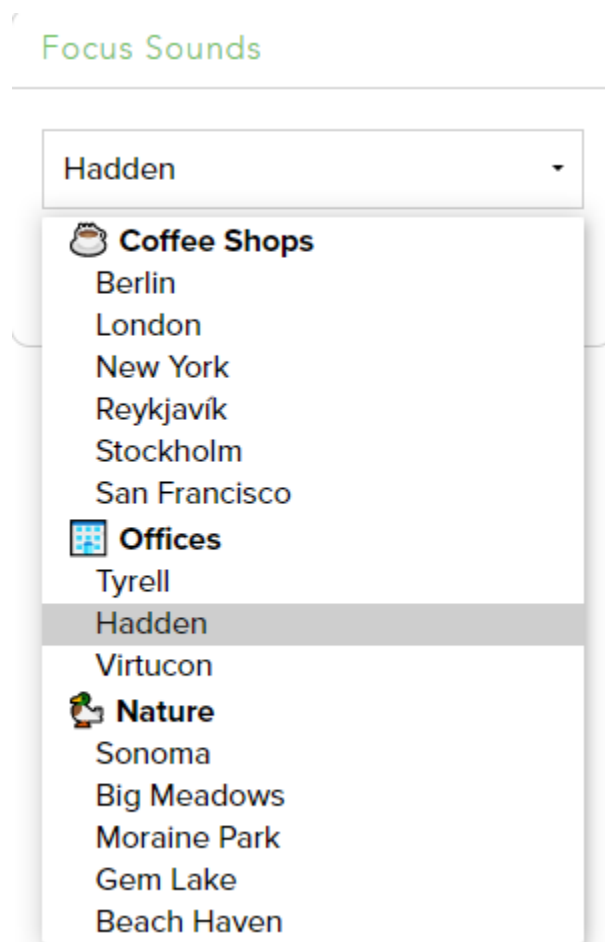 Focus Sounds
Hadden
Coffee Shops
Berlin
London
New York
Reykjavík
Stockholm
San Francisco
Offices
Tyrell
Hadden
Virtucon
Nature
Sonoma
Big Meadows
Moraine Park
Gem Lake
Beach Haven